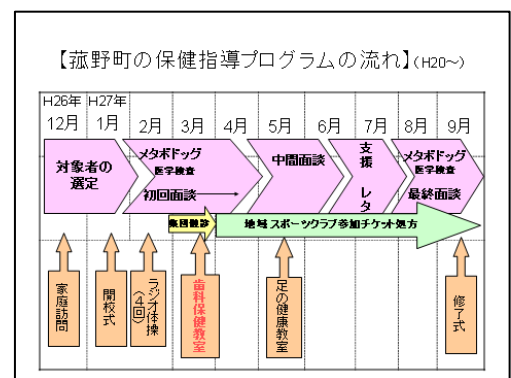 【菰野町の保健指導プログラムの流れ】(H20～)
H26年 H27年
12月 1月 2月 3月 4月 5月 6月 7月 8月 9月
対象者の
選定
メタボドッグ
医学検査
初回面談
中間面談
支援
レタ
メタボドッグ
医学検査
最終面談
集団健診
地域スポーツクラブ参加チケット処方
家庭訪問
開校式
ラジオ体操
（4回）
歯科保健教室
足の健康教室
修了式